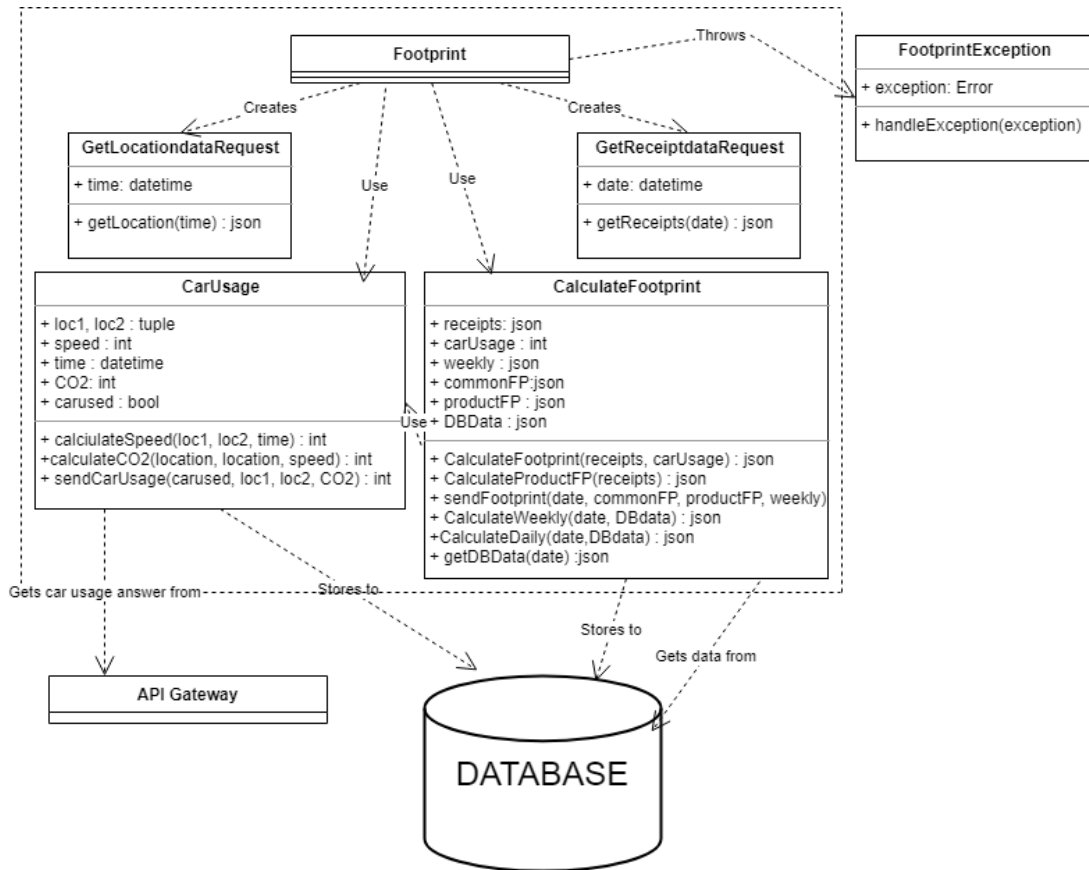 Throws
Footprint
FootprintException
+ exception: Error
+ handleException(exception)
Creates
Creates
GetLocationdataRequest
+ time: datetime
+ getLocation(time) : json
GetReceiptdataRequest
+ date: datetime
+ getReceipts(date) : json
Use
Use
CarUsage
+ loc1, loc2 : tuple
+ speed : int
+ time : datetime
+ CO2: int
+ carused : bool
+ calciulateSpeed(loc1, loc2, time) : int
+calculateCO2(location, location, speed) : int
+ sendCarUsage(carused, loc1, loc2, CO2) : int
Use
CalculateFootprint
+ receipts: json
+ carUsage : int
+ weekly : json
+ commonFP:json
+ productFP : json
+ DBData : json
+ CalculateFootprint(receipts, carUsage) : json
+ CalculateProductFP(receipts) : json
+ sendFootprint(date, commonFP, productFP, weekly)
+ CalculateWeekly(date, DBdata) : json
+CalculateDaily(date,DBdata) : json
+ getDBData(date) :json
Gets car usage answer from
Stores to
Stores to
Gets data from
API Gateway
DATABASE